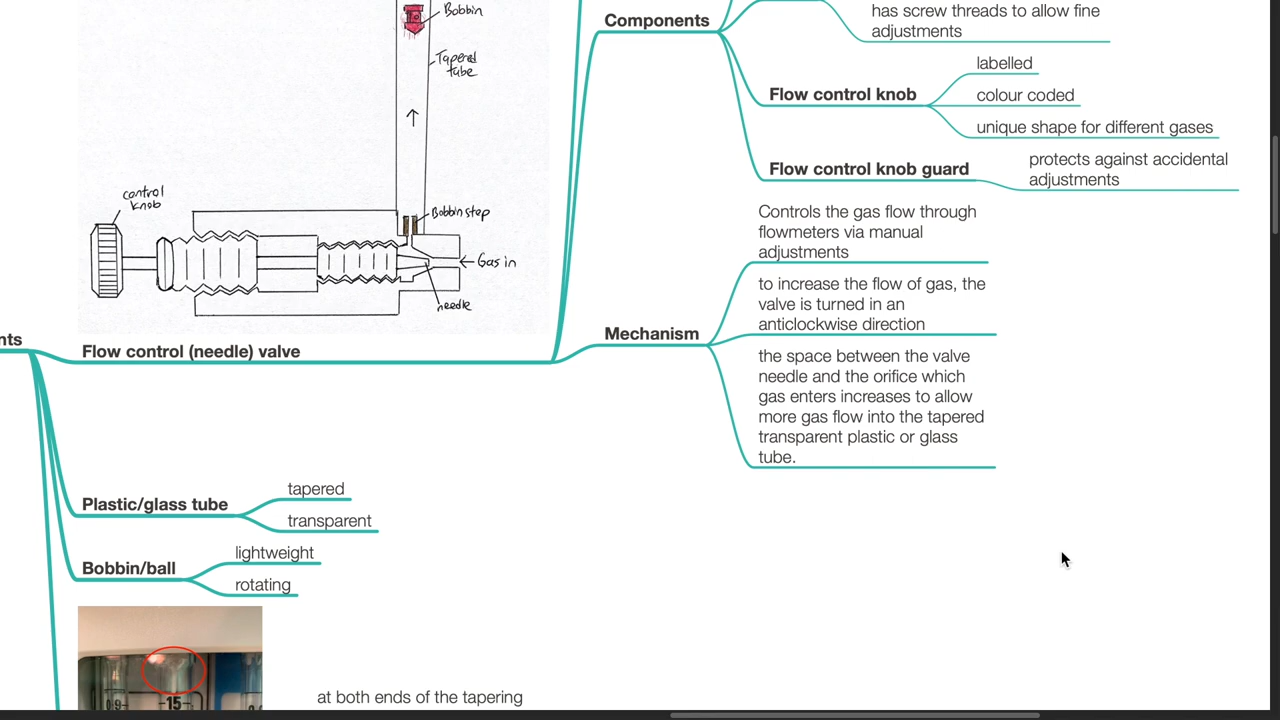 Bobbin
Tapered
tube
control
knob
Bobbin stop
Gas in
needle
nts
Flow control (needle) valve
Components
has screw threads to allow fine
adjustments
Flow control knob
labelled
colour coded
unique shape for different gases
Flow control knob guard
protects against accidental
adjustments
Mechanism
Controls the gas flow through
flowmeters via manual
adjustments
to increase the flow of gas, the
valve is turned in an
anticlockwise direction
the space between the valve
needle and the orifice which
gas enters increases to allow
more gas flow into the tapered
transparent plastic or glass
tube.
Plastic/glass tube
tapered
transparent
Bobbin/ball
lightweight
rotating
15
at both ends of the tapering